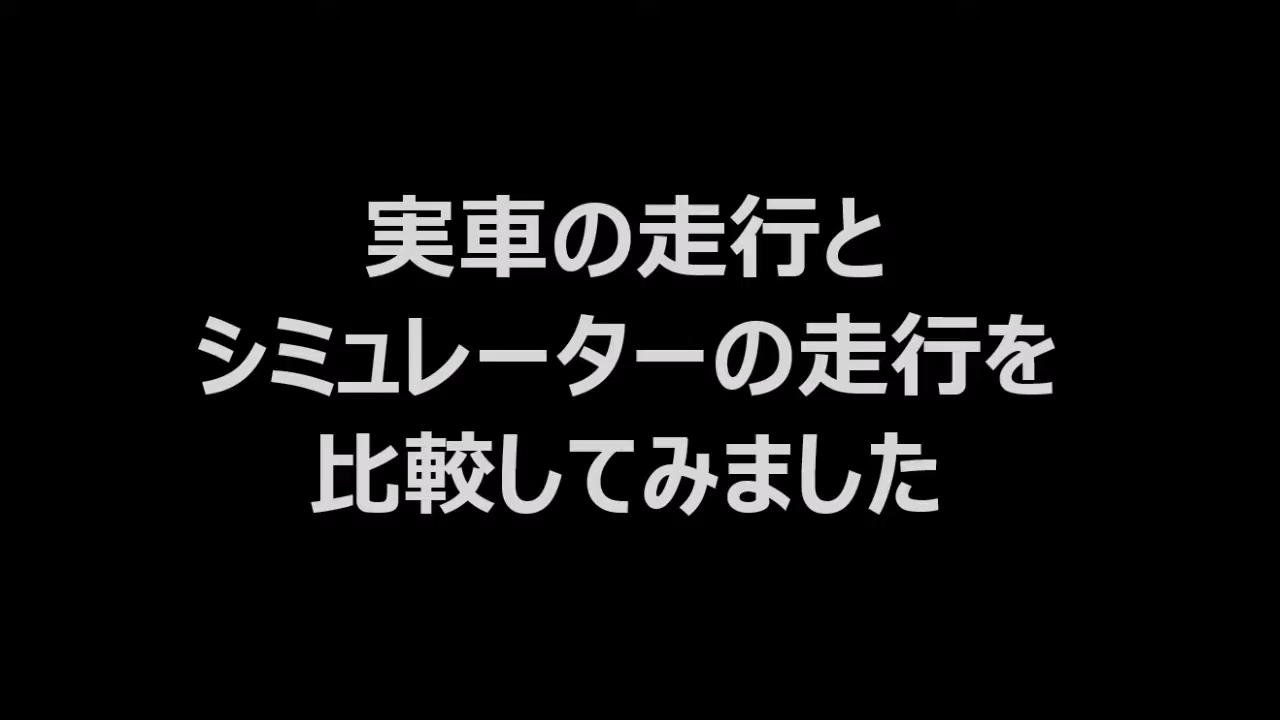 実車の走行と
シミュレーターの走行を
比較してみました